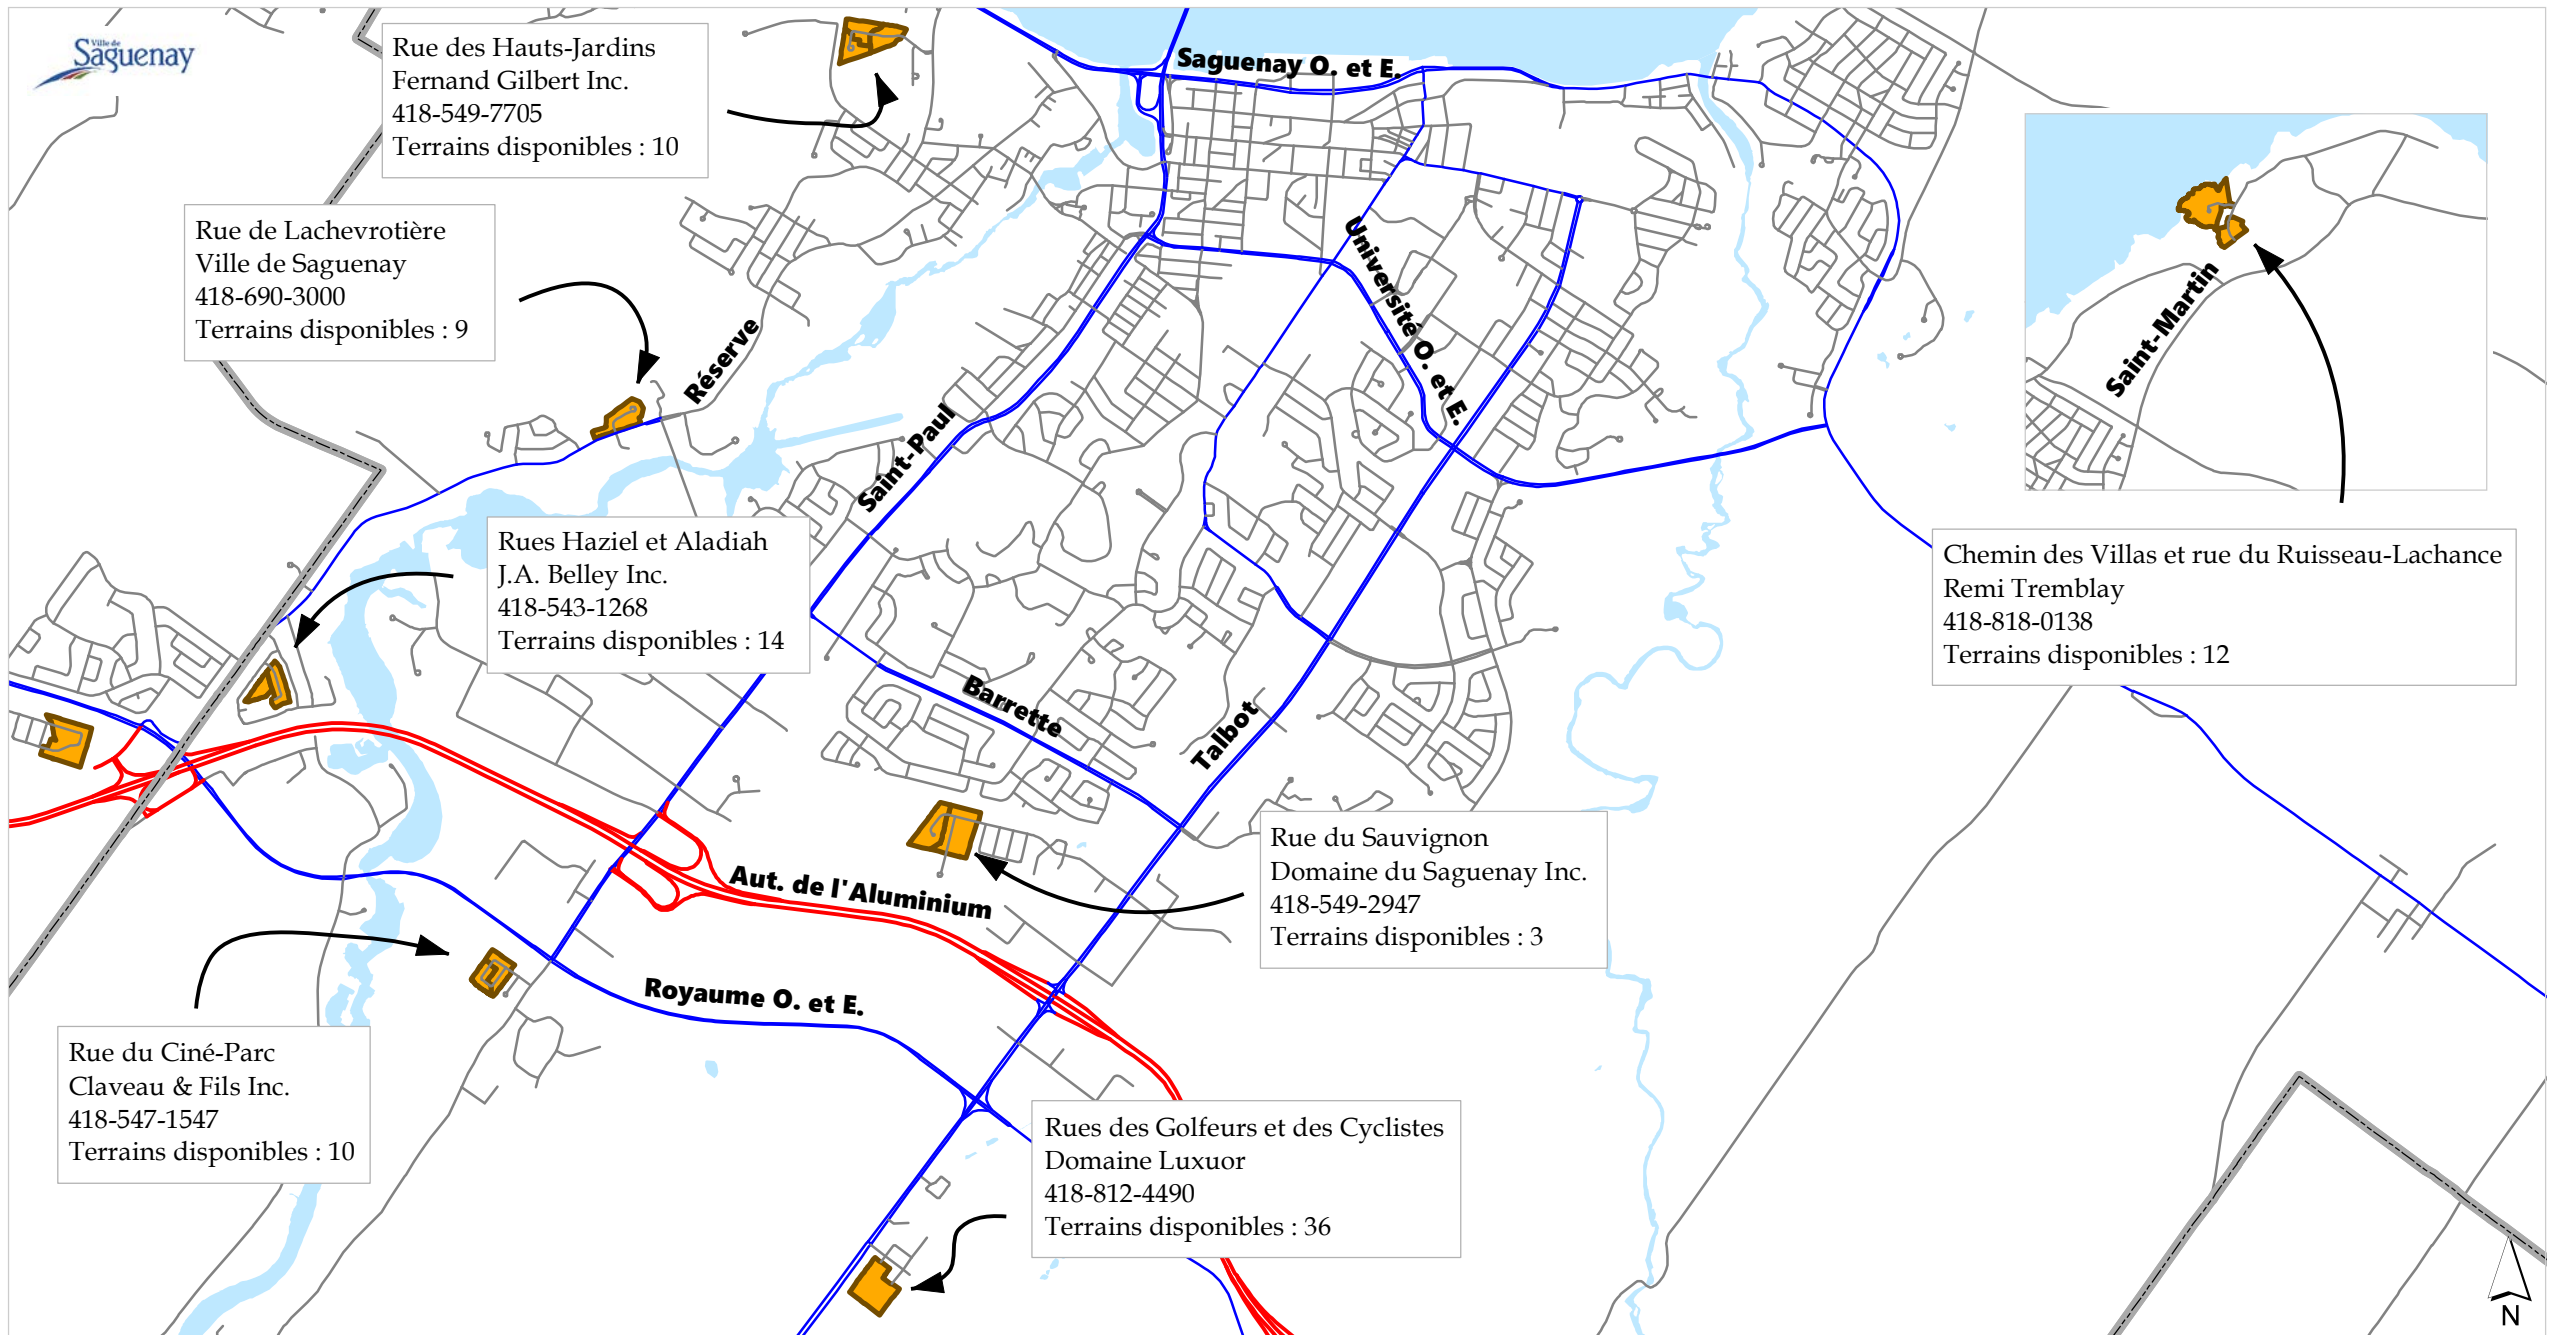 Ville de
Saguenay
Rue des Hauts-Jardins
Fernand Gilbert Inc.
418-549-7705
Terrains disponibles : 10
Saguenay O. et E.
Rue de Lachevrotière
Ville de Saguenay
418-690-3000
Terrains disponibles : 9
Réserve
Université O. et E.
Saint-Martin
Saint-Paul
Rues Haziel et Aladiah
J.A. Belley Inc.
418-543-1268
Terrains disponibles : 14
Chemin des Villas et rue du Ruisseau-Lachance
Remi Tremblay
418-818-0138
Terrains disponibles : 12
Barrette
Talbot
Rue du Sauvignon
Domaine du Saguenay Inc.
418-549-2947
Terrains disponibles : 3
Aut. de l'Aluminium
Royaume O. et E.
Rue du Ciné-Parc
Claveau & Fils Inc.
418-547-1547
Terrains disponibles : 10
Rues des Golfeurs et des Cyclistes
Domaine Luxuor
418-812-4490
Terrains disponibles : 36
N